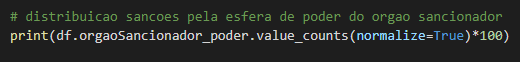 # distribuicao sancoes pela esfera de poder do orgao sancionador
print(df.orgaoSancionador_poder.value_counts(normalize=True)*100)